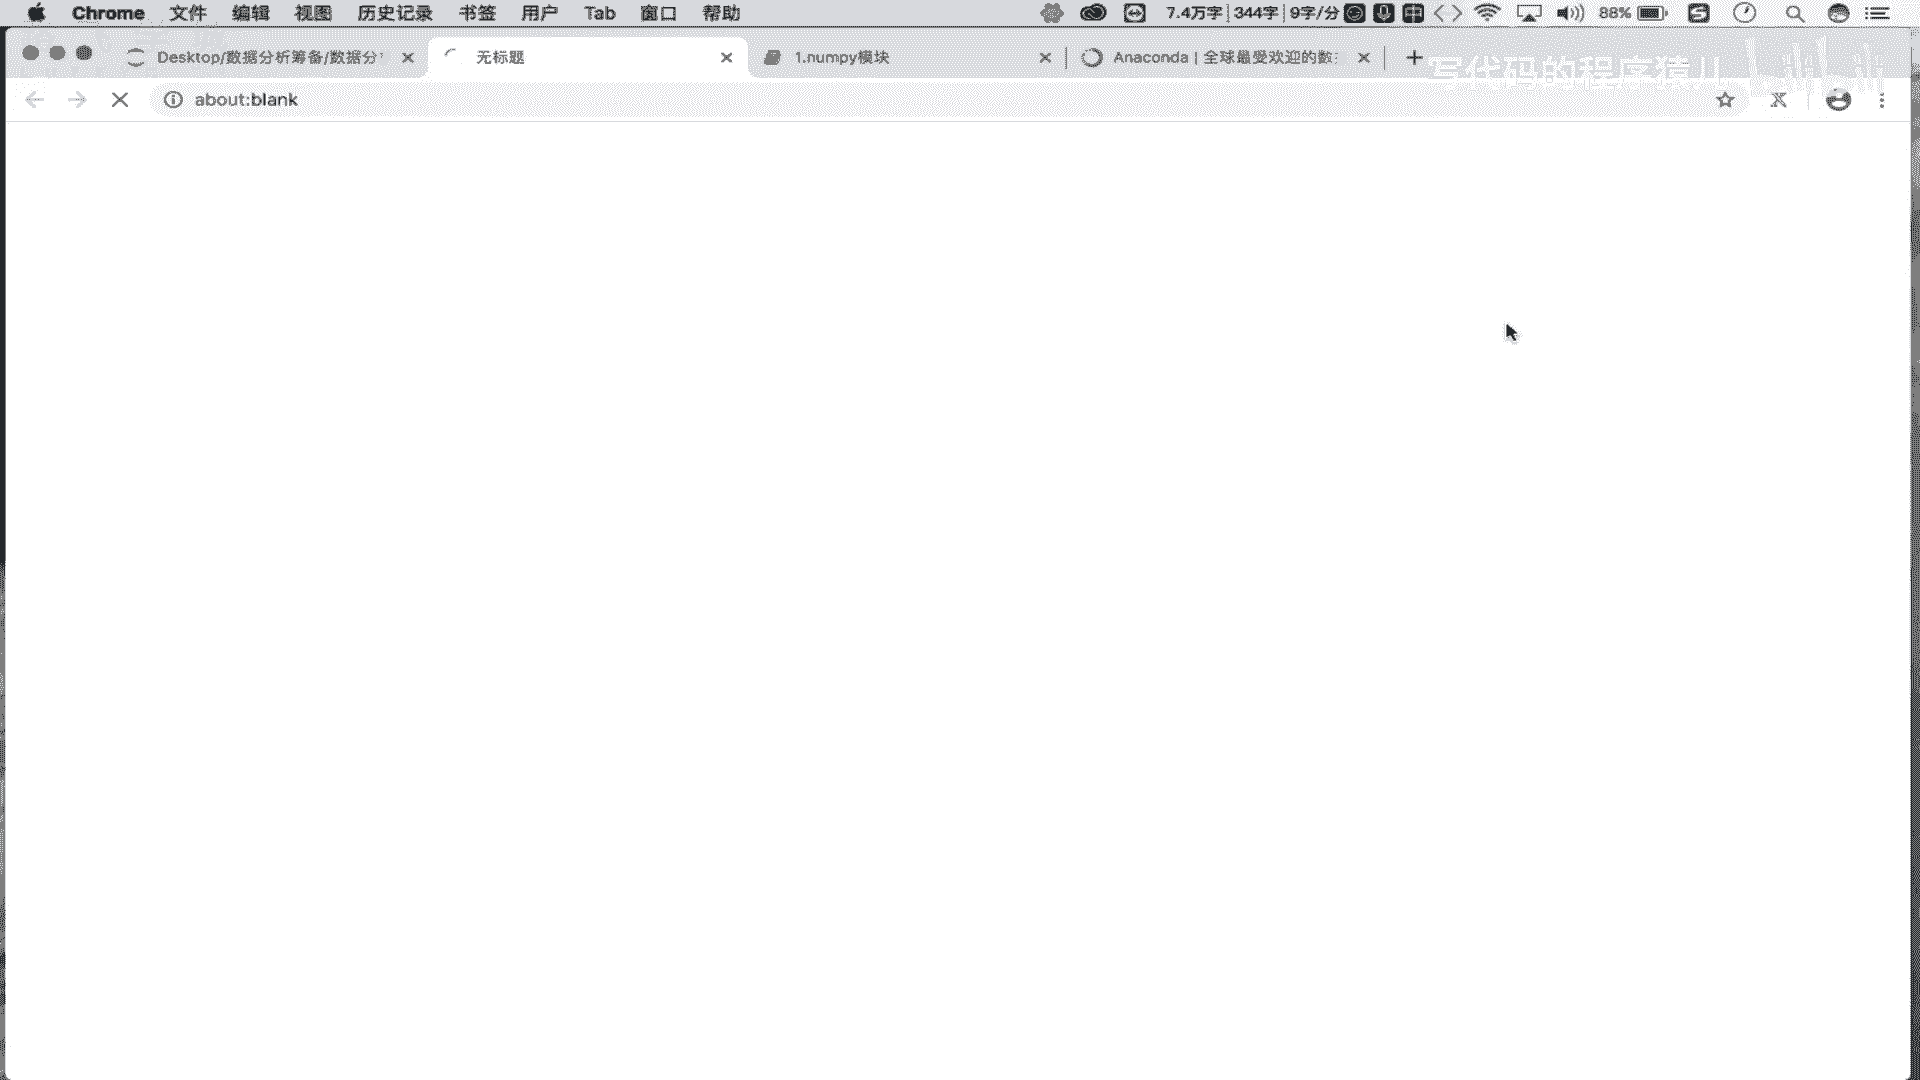 Chrome 文件 编辑 视图 历史记录 书签 用户 Tab 窗口 帮助 7.4万字 344字 9字/分 中 88%
Desktop/数据分析筹备/数据分 无标题 1.numpy模块 Anaconda | 全球最受欢迎的数
写代码的程序猿儿 bilibili
about:blank